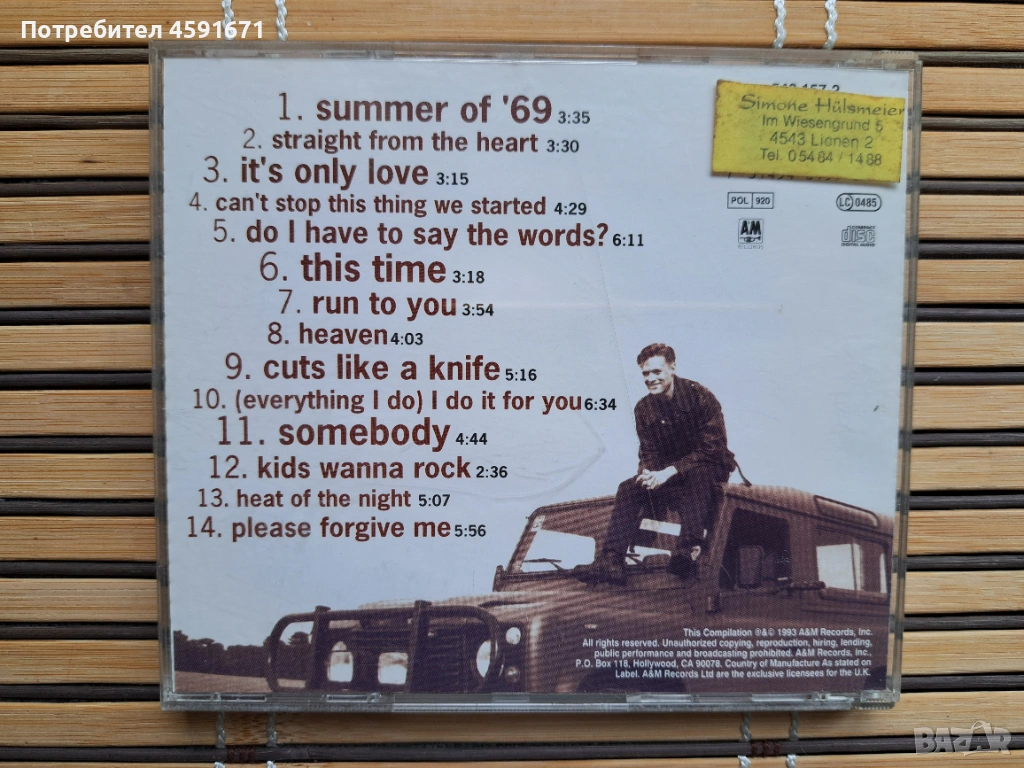 Потребител 4591671
1. summer of '69 3:35
2. straight from the heart 3:30
3. it's only love 3:15
4. can't stop this thing we started 4:29
5. do I have to say the words? 6:11
6. this time 3:18
7. run to you 3:54
8. heaven 4:03
9. cuts like a knife 5:16
10. (everything I do) I do it for you 6:34
11. somebody 4:44
12. kids wanna rock 2:36
13. heat of the night 5:07
14. please forgive me 5:56
Simone Hülsmeier
Im Wiesengrund 5
4543 Lienen 2
Tel. 05484/1488
POL 920
LC 0485
A&M
COMPACT
disc
DIGITAL AUDIO
This Compilation ℗&© 1993 A&M Records, Inc.
All rights reserved. Unauthorized copying, reproduction, hiring, lending,
public performance and broadcasting prohibited. A&M Records, Inc.,
P.O. Box 118, Hollywood, CA 90078. Country of Manufacture As stated on
Label. A&M Records Ltd are the exclusive licensees for the U.K.
BAZAR